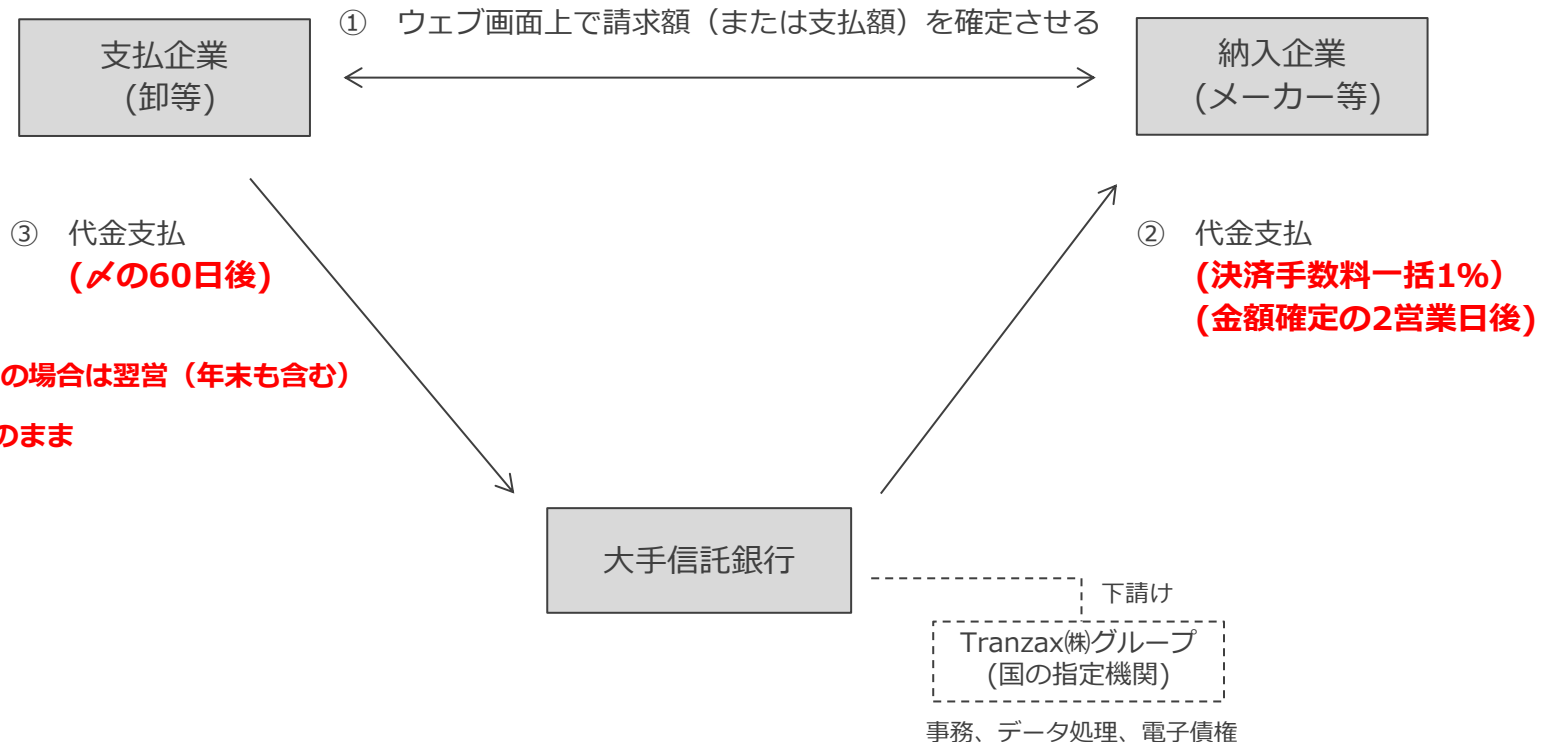 ① ウェブ画面上で請求額（または支払額）を確定させる
支払企業
(卸等)
納入企業
(メーカー等)
③ 代金支払
(〆の60日後)
② 代金支払
(決済手数料一括1%）
(金額確定の2営業日後)
の場合は翌営（年末も含む）
のまま
大手信託銀行
下請け
Tranzax㈱グループ
(国の指定機関)
事務、データ処理、電子債権